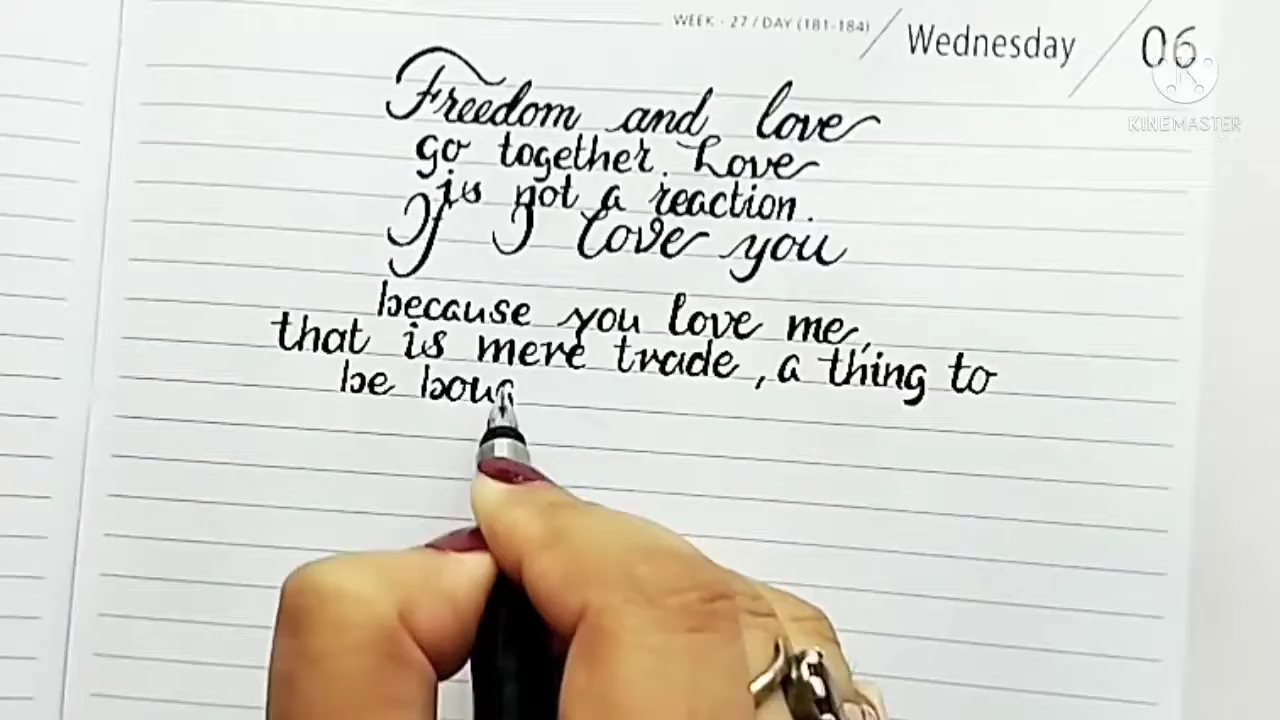 WEEK - 27 / DAY (181-184)
Wednesday
06
KINEMASTER
Freedom and love
go together. Love
is not a reaction.
If I love you
because you love me,
that is mere trade, a thing to
be boug